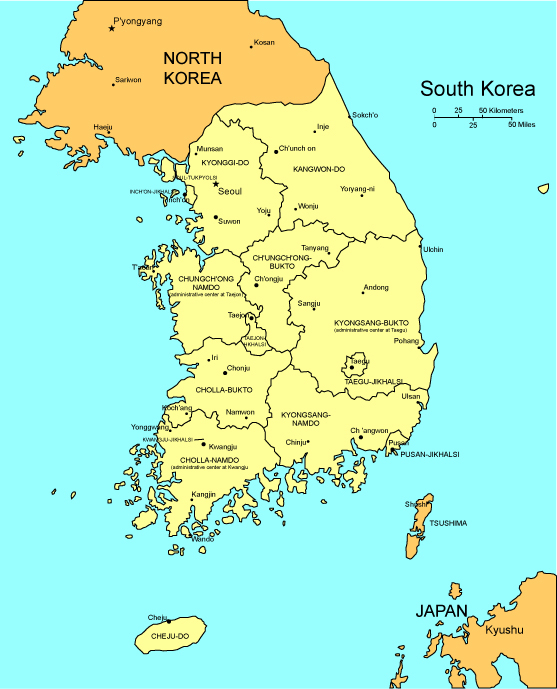 P'yongyang
Kosan
NORTH
KOREA
Sariwon
South Korea
0 25 50 Kilometers
0 25 50 Miles
Haeju
Sokch'o
Inje
Munsan
Ch'unch on
KYONGGI-DO
KANGWON-DO
SOUL-TUKPYOLSI
INCH'ON-JIKHALSI
Seoul
Inch'on
Yoryang-ni
Yoju
Wonju
Suwon
Tanyang
Ulchin
CH'UNGCH'ONG-
BUKTO
T'aean
CHUNGCH'ONG
NAMDO
(administrative center at Taejon)
Ch'ongju
Andong
Sangju
Taejon
KYONGSANG-BUKTO
(administrative center at Taegu)
TAEJON-
JIKHALSI
Pohang
Iri
Chonju
Taegu
TAEGU-JIKHALSI
CHOLLA-BUKTO
Ulsan
Koch'ang
Namwon
KYONGSANG-
NAMDO
Yonggwang
KWANGJU-JIKHALSI
Kwangju
Chinju
Ch 'angwon
Pusan
PUSAN-JIKHALSI
CHOLLA-NAMDO
(administrative center at Kwangju
Kangjin
Shushi
TSUSHIMA
Wando
JAPAN
Kyushu
Cheju
CHEJU-DO